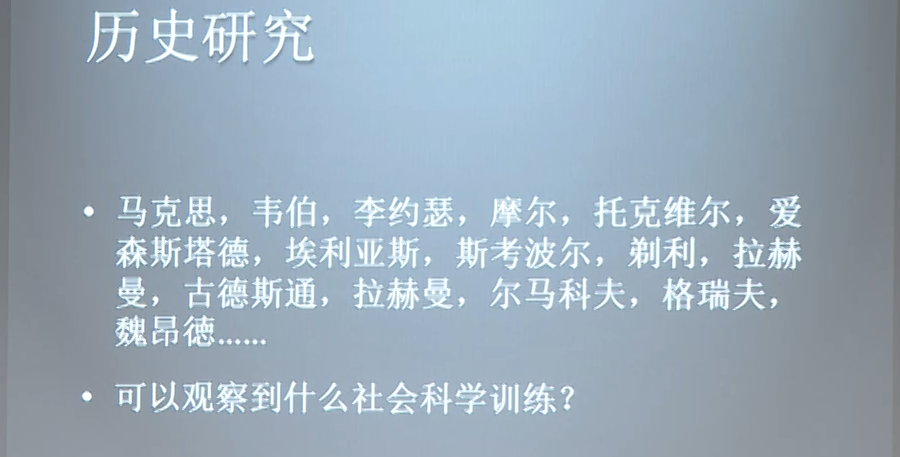 历史研究
• 马克思，韦伯，李约瑟，摩尔，托克维尔，爱
森斯塔德，埃利亚斯，斯考波尔，剃利，拉赫
曼，古德斯通，拉赫曼，尔马科夫，格瑞夫，
魏昂德……
• 可以观察到什么社会科学训练？